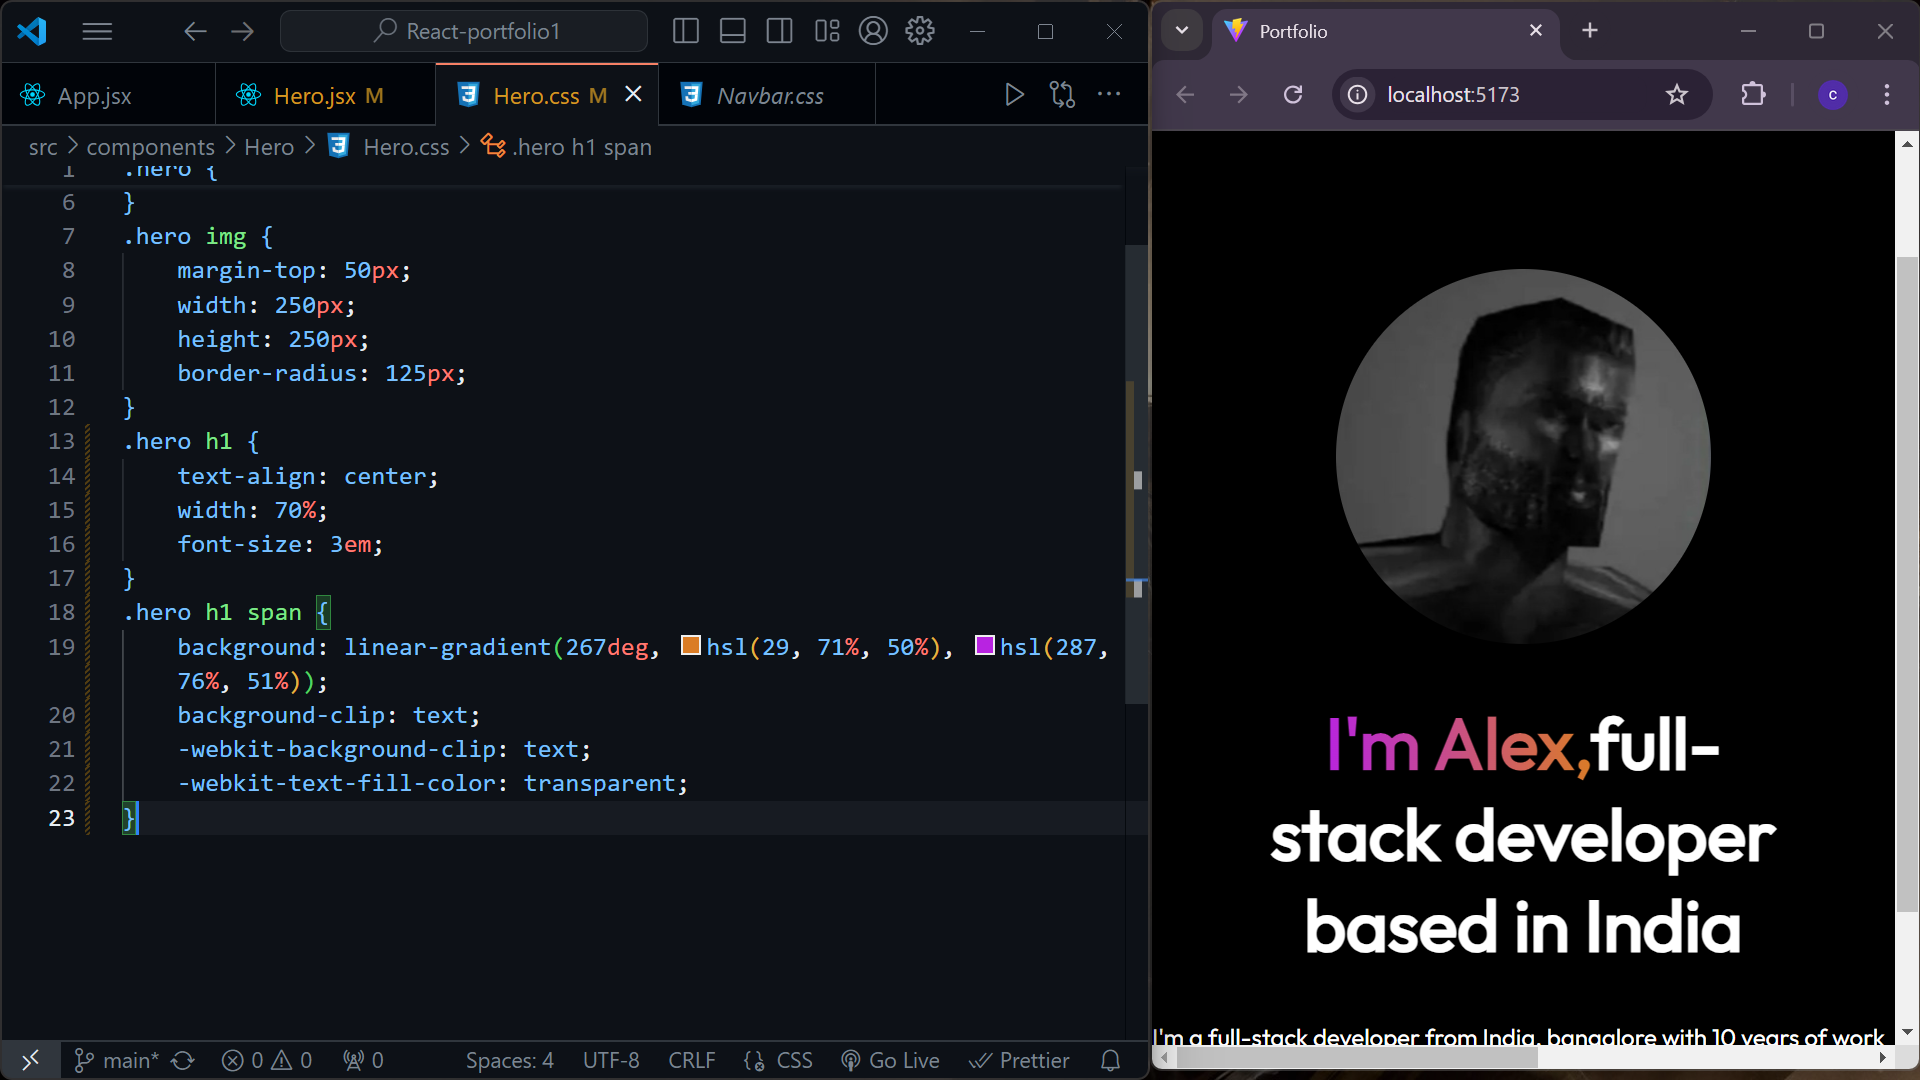 React-portfolio1
App.jsx
Hero.jsx M
Hero.css M
Navbar.css
src > components > Hero > Hero.css > .hero h1 span
1 .hero {
6 }
7 .hero img {
8 margin-top: 50px;
9 width: 250px;
10 height: 250px;
11 border-radius: 125px;
12 }
13 .hero h1 {
14 text-align: center;
15 width: 70%;
16 font-size: 3em;
17 }
18 .hero h1 span {
19 background: linear-gradient(267deg, hsl(29, 71%, 50%), hsl(287,
76%, 51%));
20 background-clip: text;
21 -webkit-background-clip: text;
22 -webkit-text-fill-color: transparent;
23 }
main* 0 0 0 Spaces: 4 UTF-8 CRLF {} CSS Go Live Prettier
Portfolio
localhost:5173
c
I'm Alex,full-
stack developer
based in India
I'm a full-stack developer from India, bangalore with 10 years of work